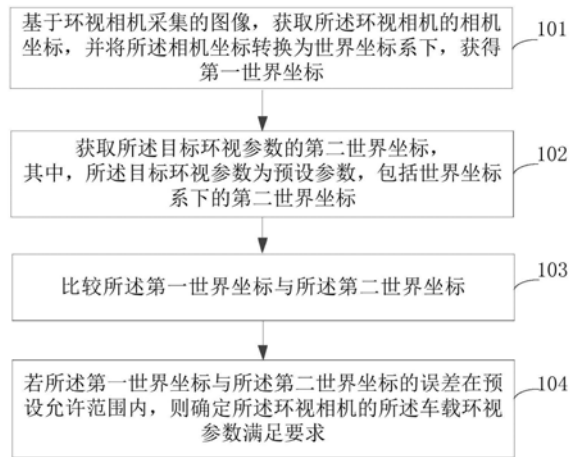 基于环视相机采集的图像，获取所述环视相机的相机
坐标，并将所述相机坐标转换为世界坐标系下，获得
第一世界坐标
101
获取所述目标环视参数的第二世界坐标，
其中，所述目标环视参数为预设参数，包括世界坐标
系下的第二世界坐标
102
比较所述第一世界坐标与所述第二世界坐标
103
若所述第一世界坐标与所述第二世界坐标的误差在预
设允许范围内，则确定所述环视相机的所述车载环视
参数满足要求
104